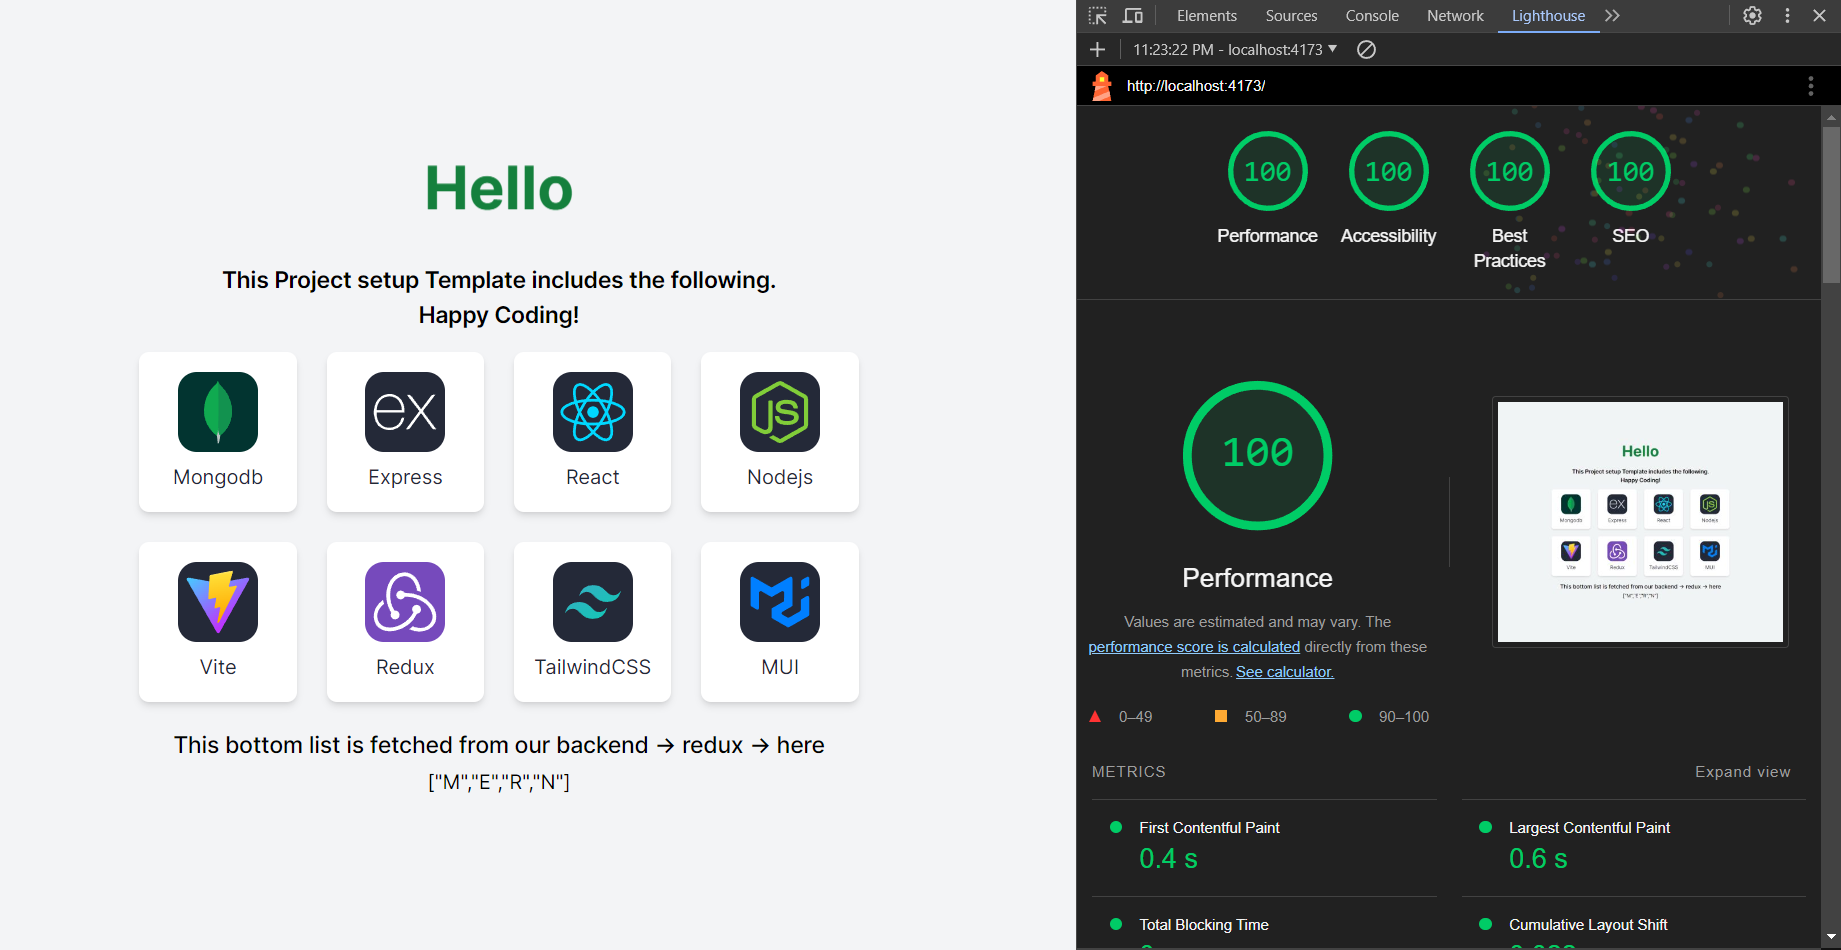 Hello
This Project setup Template includes the following.
Happy Coding!
Mongodb
ex
Express
React
JS
Nodejs
Vite
Redux
TailwindCSS
MUI
This bottom list is fetched from our backend → redux → here
["M","E","R","N"]
Elements Sources Console Network Lighthouse
11:23:22 PM - localhost:4173
http://localhost:4173/
100 100 100 100
Performance Accessibility Best Practices SEO
100
Performance
Values are estimated and may vary. The
performance score is calculated directly from these
metrics. See calculator.
0–49 50–89 90–100
Hello
This Project setup Template includes the following.
Happy Coding!
Mongodb Express React Nodejs
Vite Redux TailwindCSS MUI
This bottom list is fetched from our backend → redux → here
["M","E","R","N"]
METRICS Expand view
First Contentful Paint
0.4 s
Largest Contentful Paint
0.6 s
Total Blocking Time
Cumulative Layout Shift